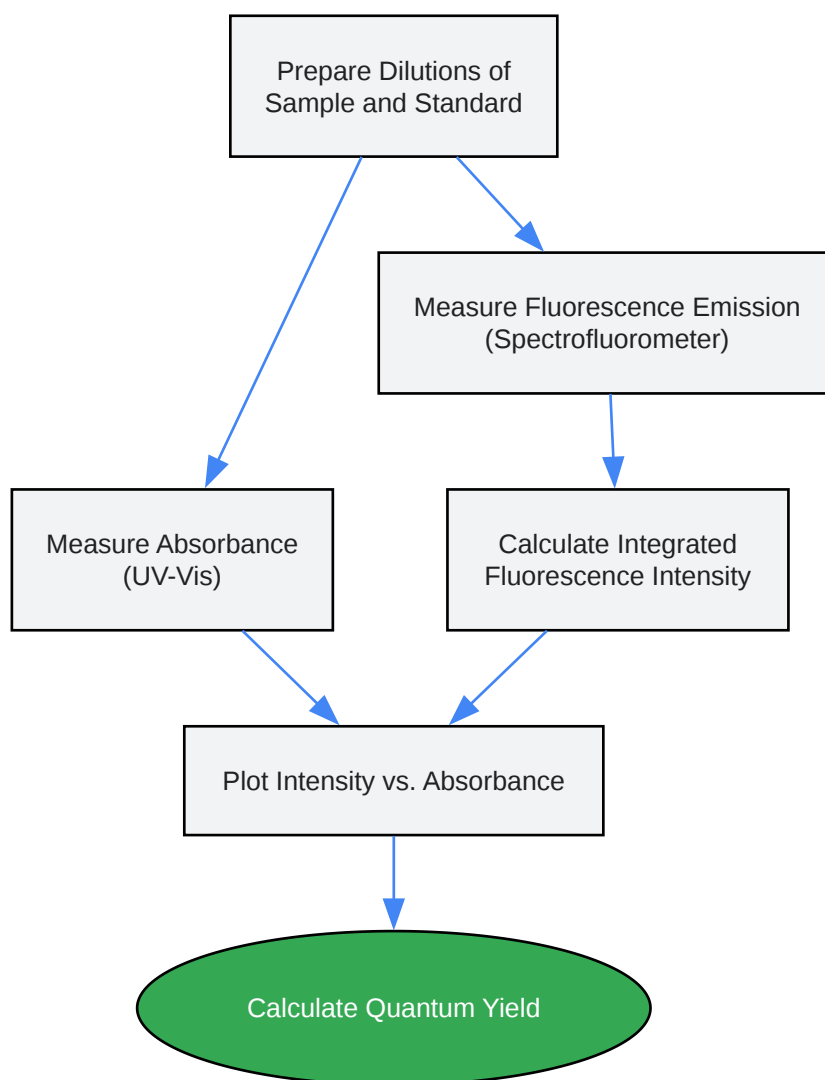 Prepare Dilutions of
Sample and Standard
Measure Fluorescence Emission
(Spectrofluorometer)
Measure Absorbance
(UV-Vis)
Calculate Integrated
Fluorescence Intensity
Plot Intensity vs. Absorbance
Calculate Quantum Yield